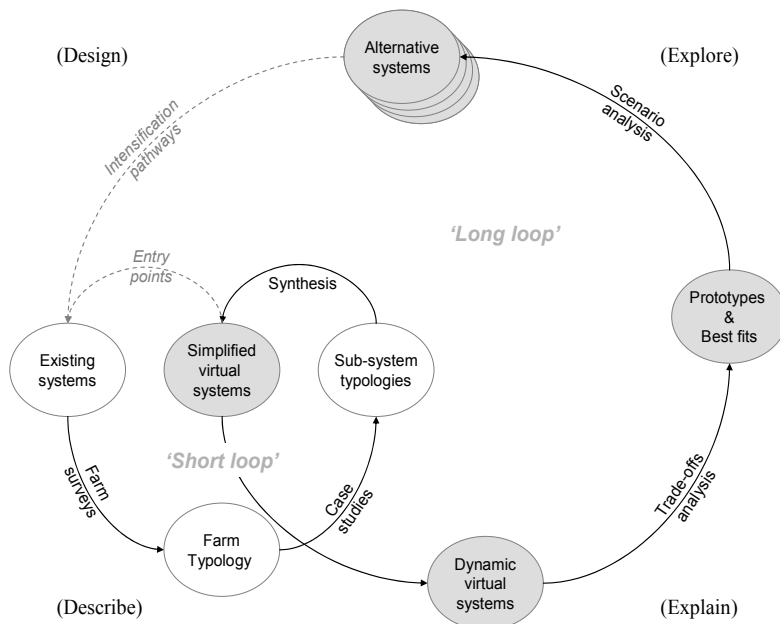 (Design)
Alternative
systems
(Explore)
Scenario
analysis
Intensification
pathways
'Long loop'
Entry
points
Synthesis
Prototypes
&
Best fits
Existing
systems
Simplified
virtual
systems
Sub-system
typologies
'Short loop'
Farm
surveys
Case
studies
Trade-offs
analysis
Farm
Typology
Dynamic
virtual
systems
(Describe)
(Explain)